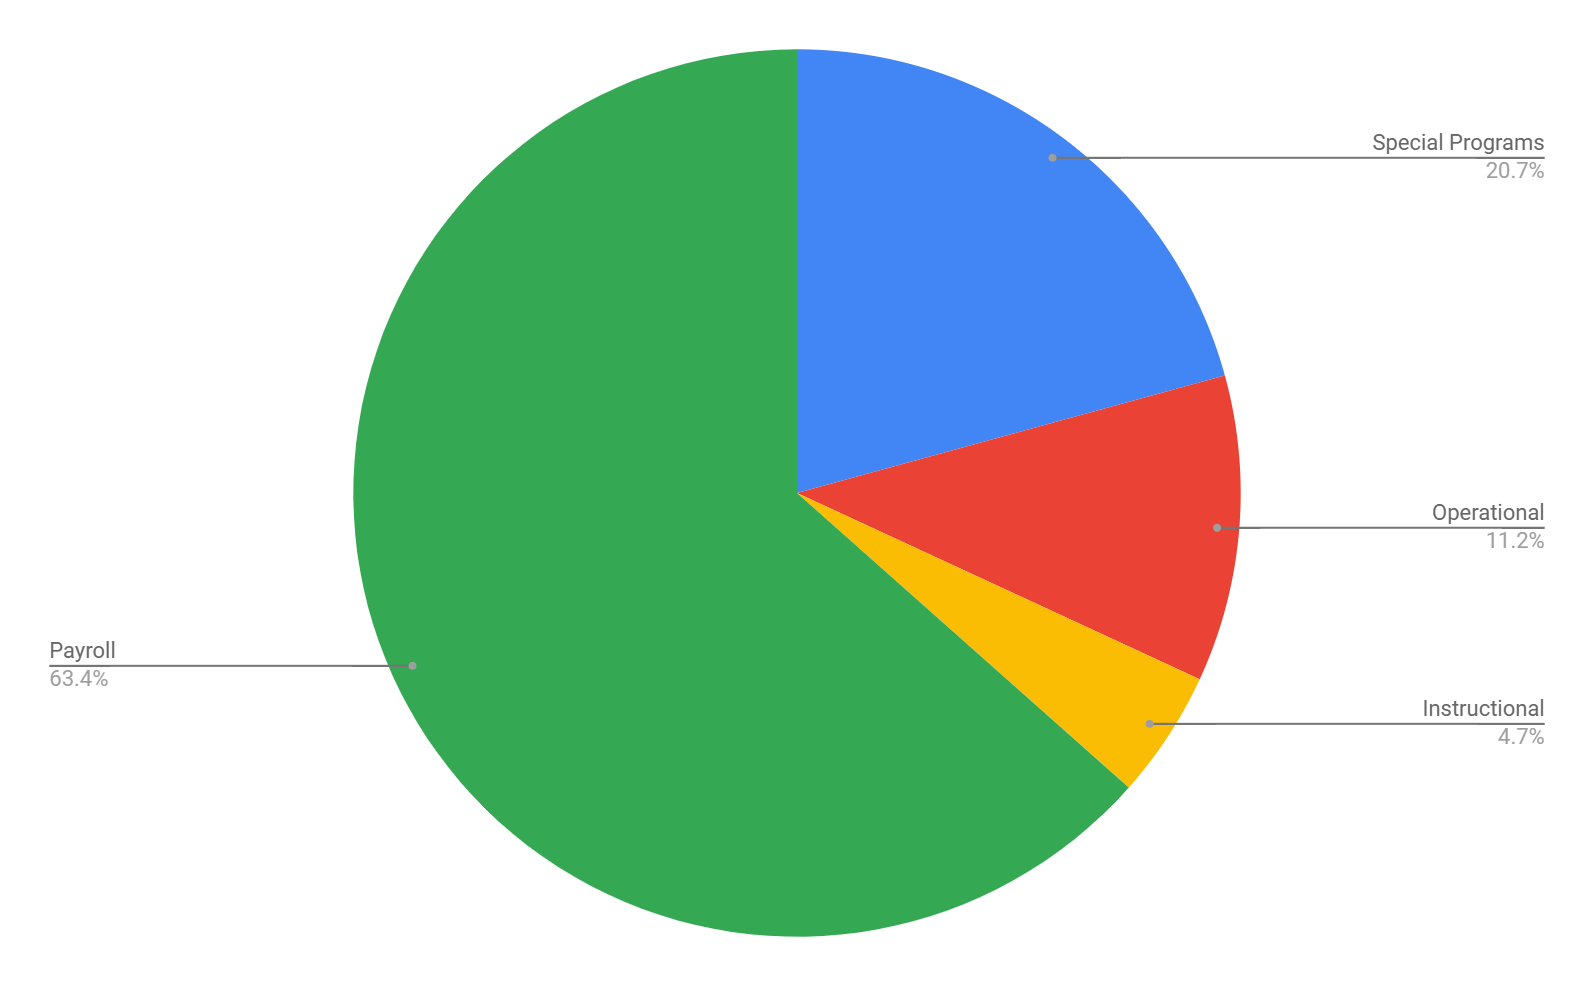 Special Programs
20.7%
Operational
11.2%
Payroll
63.4%
Instructional
4.7%